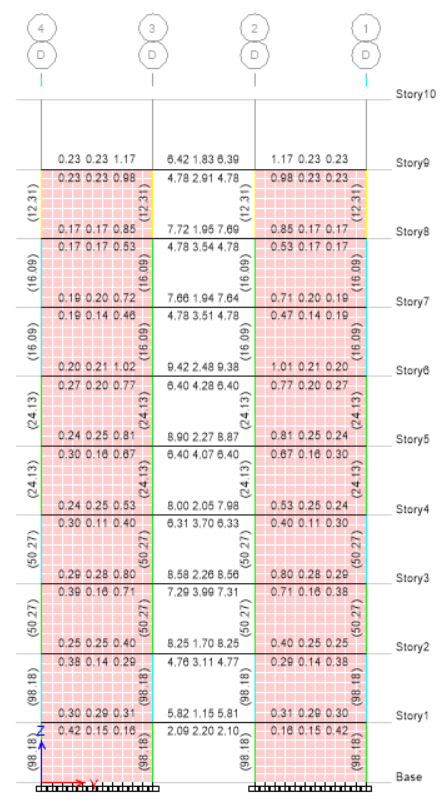 4 3 2 1
D D D D
Story10
0.23 0.23 1.17 6.42 1.83 6.39 1.17 0.23 0.23 Story9
0.23 0.23 0.98 4.78 2.91 4.78 0.98 0.23 0.23
(12.31) (12.31) (12.31) (12.31)
0.17 0.17 0.85 7.72 1.95 7.69 0.85 0.17 0.17 Story8
0.17 0.17 0.53 4.78 3.54 4.78 0.53 0.17 0.17
(16.09) (16.09) (16.09) (16.09)
0.19 0.20 0.72 7.66 1.94 7.64 0.71 0.20 0.19 Story7
0.19 0.14 0.46 4.78 3.51 4.78 0.47 0.14 0.19
(16.09) (16.09) (16.09) (16.09)
0.20 0.21 1.02 9.42 2.48 9.38 1.01 0.21 0.20 Story6
0.27 0.20 0.77 6.40 4.28 6.40 0.77 0.20 0.27
(24.13) (24.13) (24.13) (24.13)
0.24 0.25 0.81 8.90 2.27 8.87 0.81 0.25 0.24 Story5
0.30 0.16 0.67 6.40 4.07 6.40 0.67 0.16 0.30
(24.13) (24.13) (24.13) (24.13)
0.24 0.25 0.53 8.00 2.05 7.98 0.53 0.25 0.24 Story4
0.30 0.11 0.40 6.31 3.70 6.33 0.40 0.11 0.30
(50.27) (50.27) (50.27) (50.27)
0.29 0.28 0.80 8.58 2.26 8.56 0.80 0.28 0.29 Story3
0.39 0.16 0.71 7.29 3.99 7.31 0.71 0.16 0.38
(50.27) (50.27) (50.27) (50.27)
0.25 0.25 0.40 8.25 1.70 8.25 0.40 0.25 0.25 Story2
0.38 0.14 0.29 4.76 3.11 4.77 0.29 0.14 0.38
(98.18) (98.18) (98.18) (98.18)
0.30 0.29 0.31 5.82 1.15 5.81 0.31 0.29 0.30 Story1
0.42 0.15 0.16 2.09 2.20 2.10 0.16 0.15 0.42
(98.18) (98.18) (98.18) (98.18)
Z
Y
Base